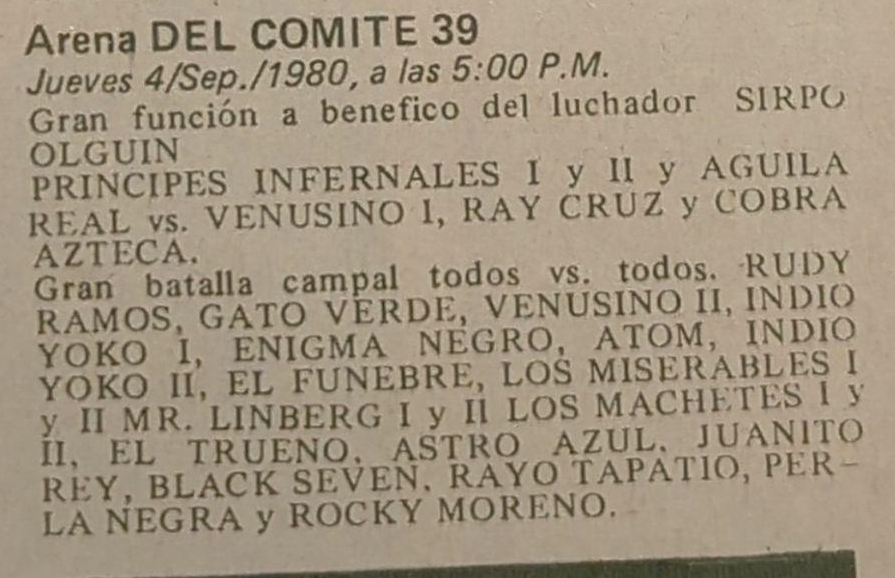 Arena DEL COMITE 39
Jueves 4/Sep./1980, a las 5:00 P.M.
Gran función a benefico del luchador SIRPO
OLGUIN
PRINCIPES INFERNALES I y II y AGUILA
REAL vs. VENUSINO I, RAY CRUZ y COBRA
AZTECA.
Gran batalla campal todos vs. todos. RUDY
RAMOS, GATO VERDE, VENUSINO II, INDIO
YOKO I, ENIGMA NEGRO, ATOM, INDIO
YOKO II, EL FUNEBRE, LOS MISERABLES I
y II MR. LINBERG I y II LOS MACHETES I y
II, EL TRUENO, ASTRO AZUL, JUANITO
REY, BLACK SEVEN, RAYO TAPATIO, PER-
LA NEGRA y ROCKY MORENO.